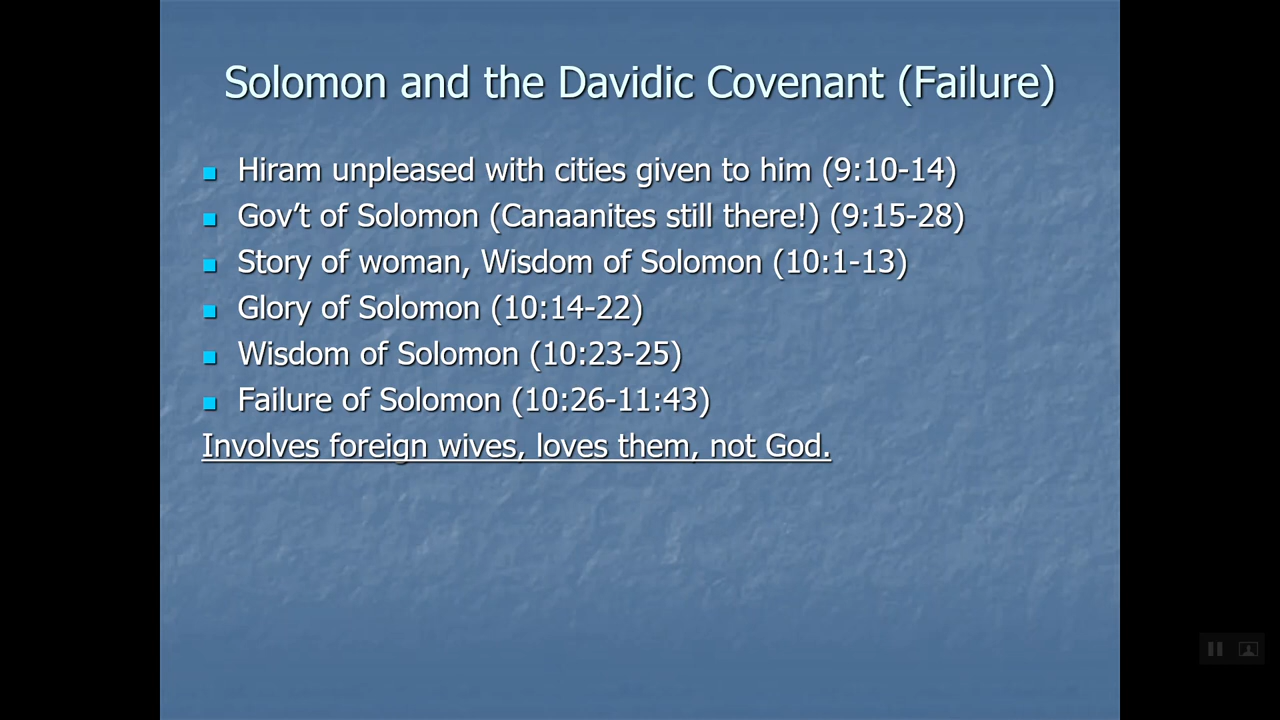 Solomon and the Davidic Covenant (Failure)
Hiram unpleased with cities given to him (9:10-14)
Gov’t of Solomon (Canaanites still there!) (9:15-28)
Story of woman, Wisdom of Solomon (10:1-13)
Glory of Solomon (10:14-22)
Wisdom of Solomon (10:23-25)
Failure of Solomon (10:26-11:43)
Involves foreign wives, loves them, not God.